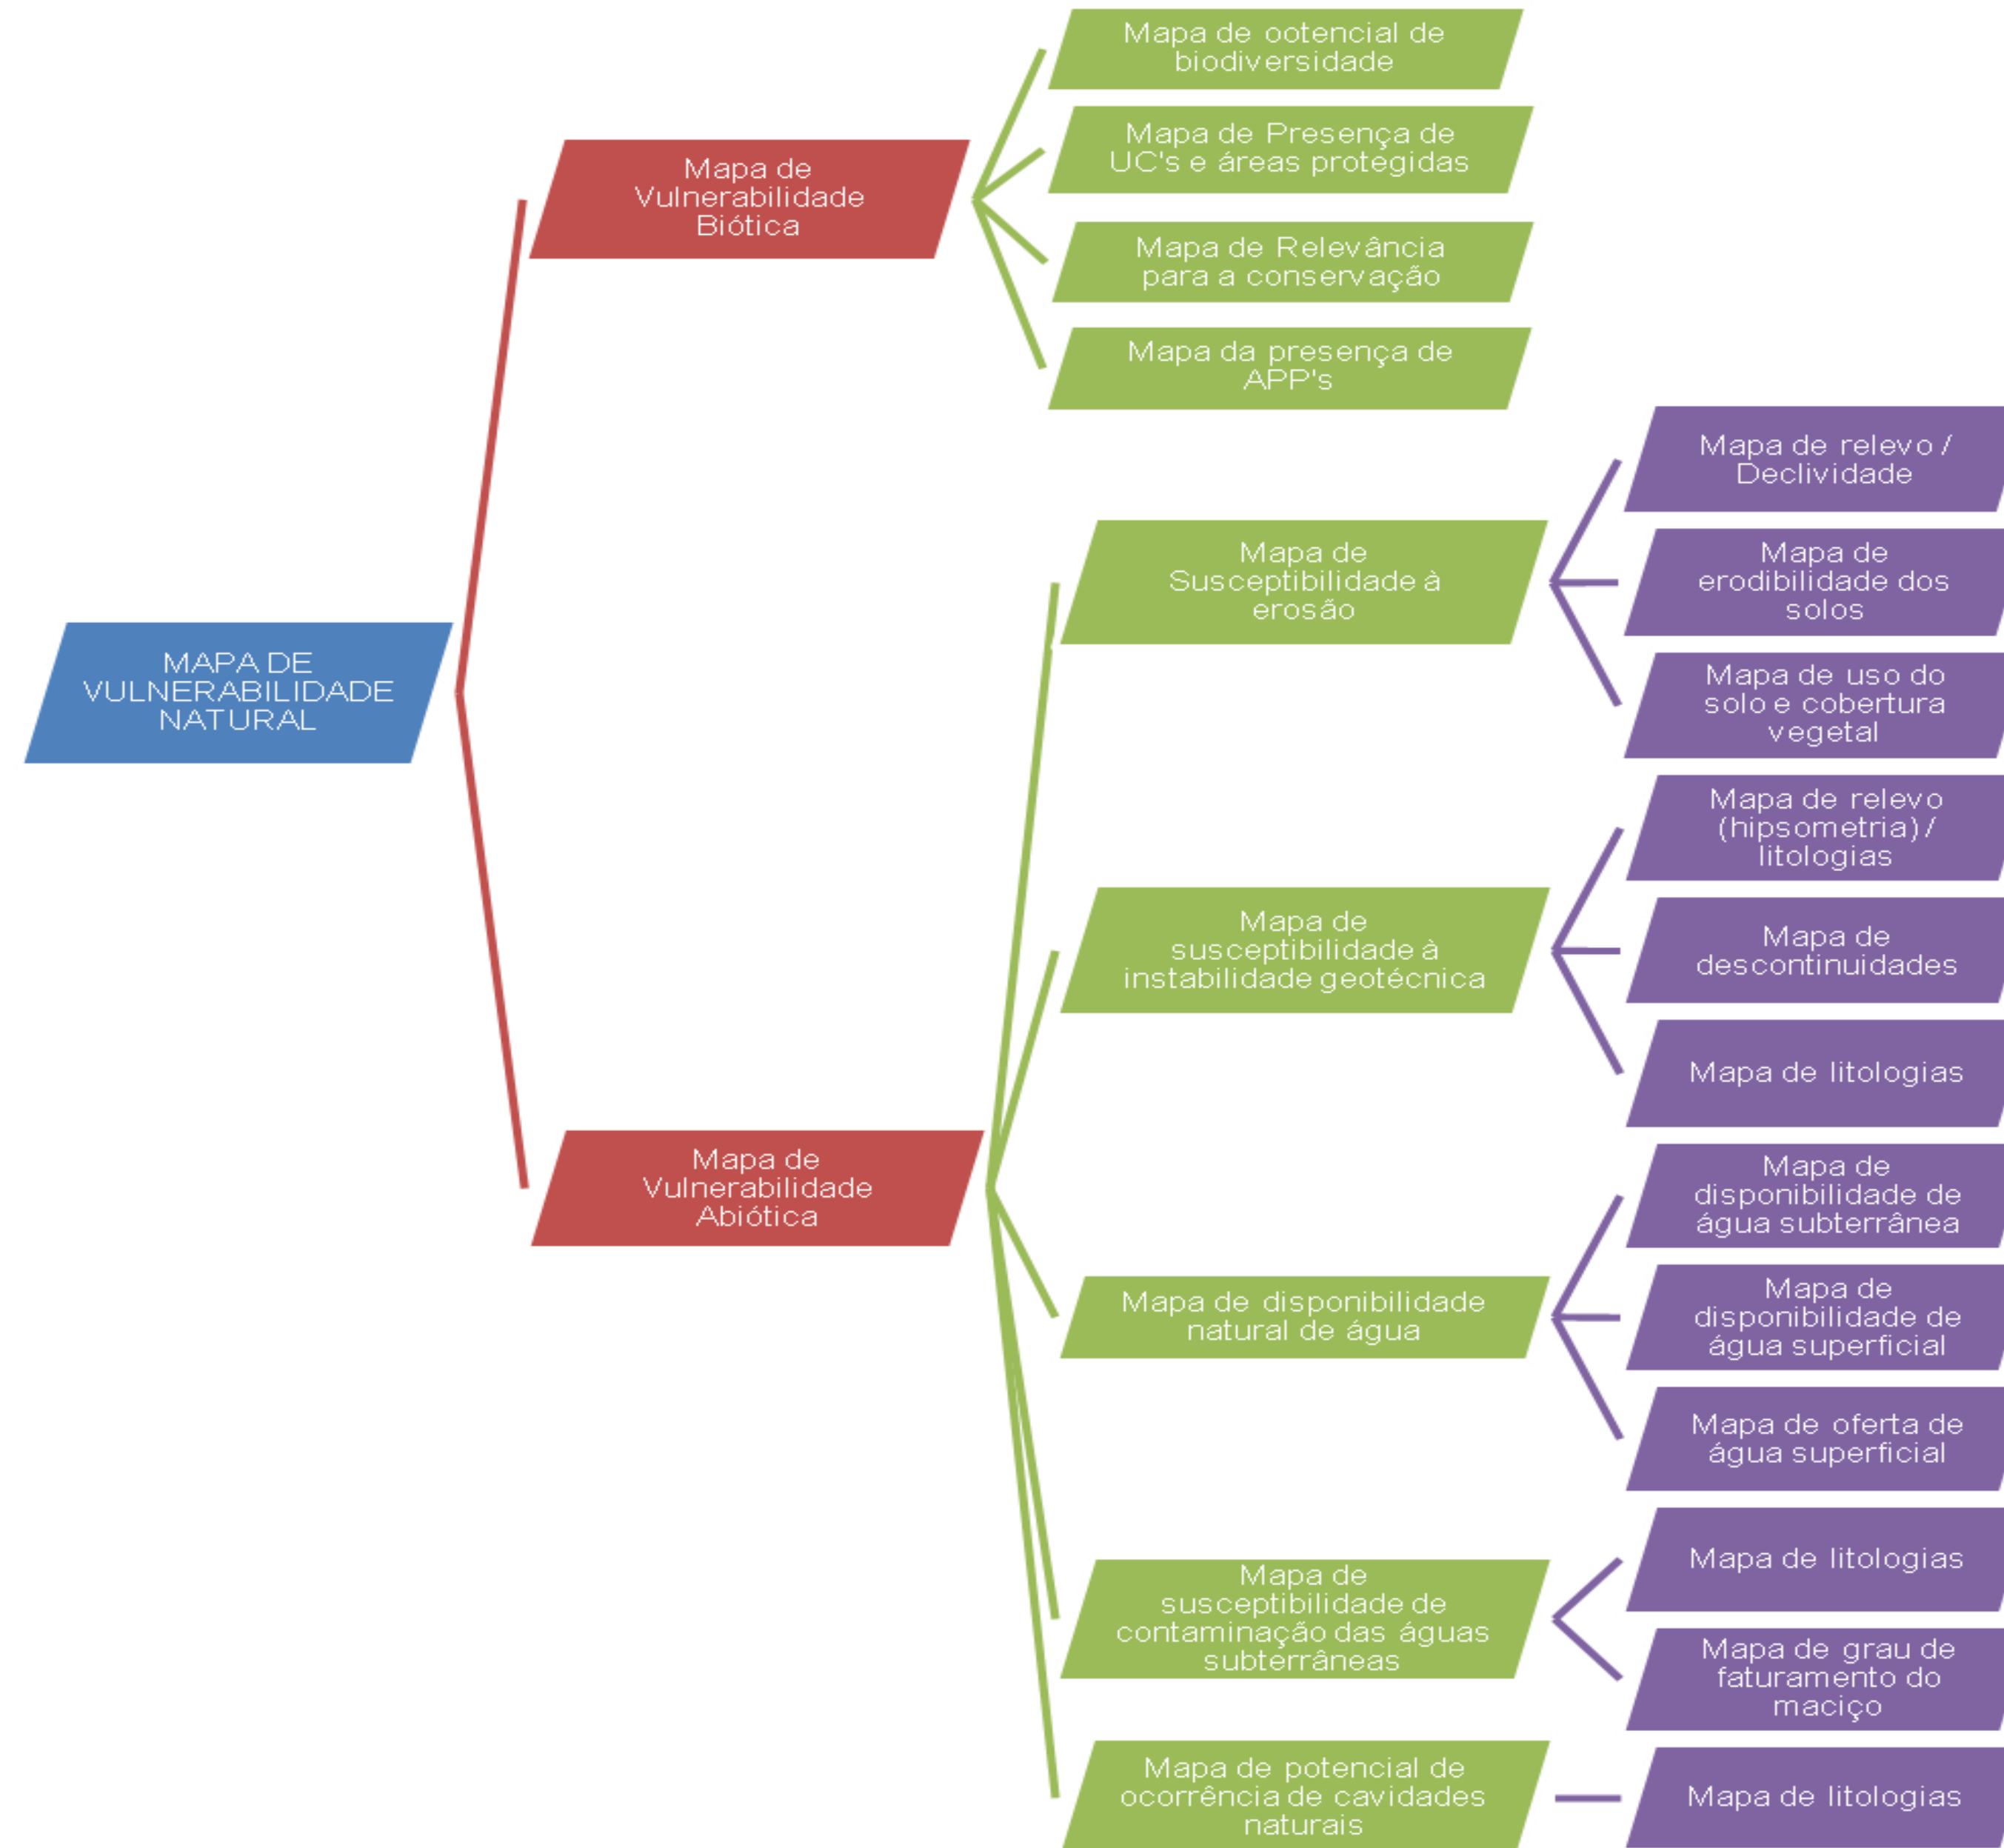 Mapa de ootencial de
biodiversidade
Mapa de Presença de
UC's e áreas protegidas
Mapa de
Vulnerabilidade
Biótica
Mapa de Relevância
para a conservação
Mapa da presença de
APP's
Mapa de relevo /
Declividade
Mapa de
Susceptibilidade à
erosão
Mapa de
erodibilidade dos
solos
MAPA DE
VULNERABILIDADE
NATURAL
Mapa de uso do
solo e cobertura
vegetal
Mapa de relevo
(hipsometria) /
litologias
Mapa de
susceptibilidade à
instabilidade geotécnica
Mapa de
descontinuidades
Mapa de litologias
Mapa de
Vulnerabilidade
Abiótica
Mapa de
disponibilidade de
água subterrânea
Mapa de disponibilidade
natural de água
Mapa de
disponibilidade de
água superficial
Mapa de oferta de
água superficial
Mapa de
susceptibilidade de
contaminação das águas
subterrâneas
Mapa de litologias
Mapa de grau de
faturamento do
maciço
Mapa de potencial de
ocorrência de cavidades
naturais
Mapa de litologias